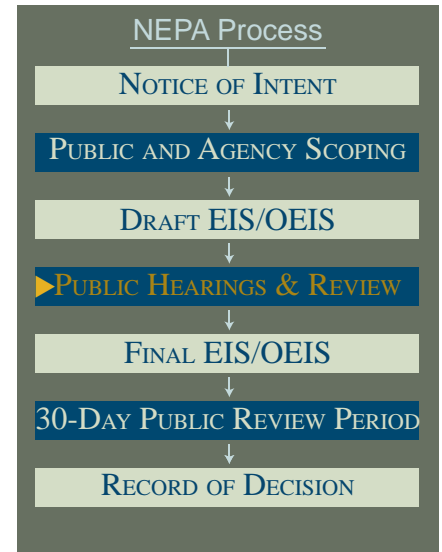 NEPA Process
Notice of Intent
Public and Agency Scoping
Draft EIS/OEIS
Public Hearings & Review
Final EIS/OEIS
30-Day Public Review Period
Record of Decision